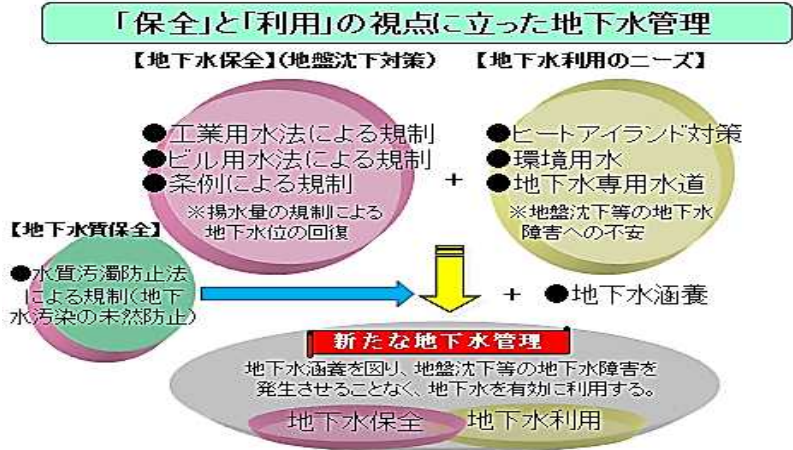 「保全」と「利用」の視点に立った地下水管理
【地下水保全】(地盤沈下対策)
【地下水利用のニーズ】
●工業用水法による規制
●ビル用水法による規制
●条例による規制
※揚水量の規制による
地下水位の回復
+
●ヒートアイランド対策
●環境用水
●地下水専用水道
※地盤沈下等の地下水
障害への不安
【地下水質保全】
●水質汚濁防止法
による規制(地下
水汚染の未然防止)
+ ●地下水涵養
新たな地下水管理
地下水涵養を図り、地盤沈下等の地下水障害を
発生させることなく、地下水を有効に利用する。
地下水保全
地下水利用